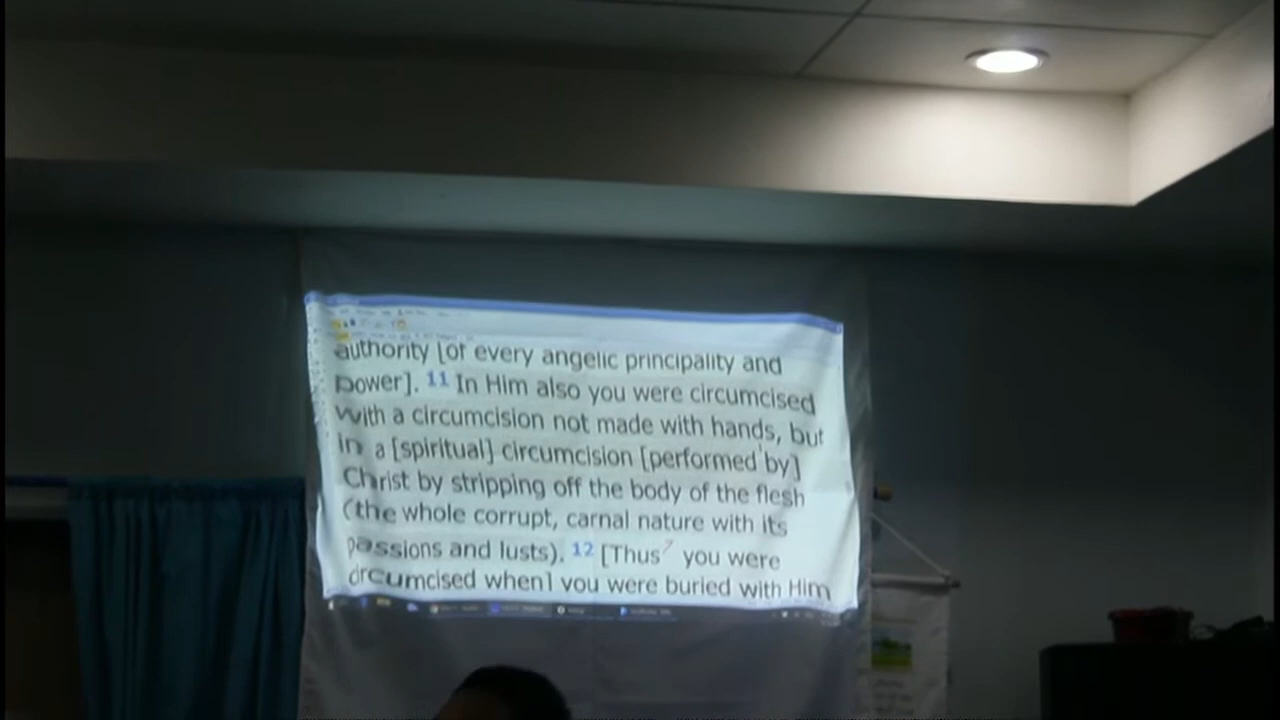 authority [of every angelic principality and
power]. 11 In Him also you were circumcised
with a circumcision not made with hands, but
in a [spiritual] circumcision [performed by]
Christ by stripping off the body of the flesh
(the whole corrupt, carnal nature with its
passions and lusts). 12 [Thus 7 you were
circumcised when] you were buried with Him